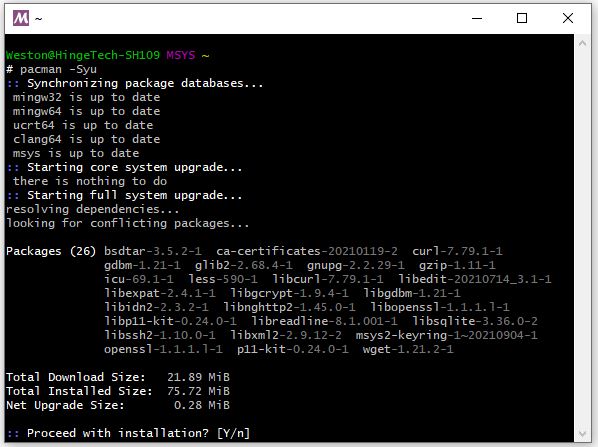 ~
Weston@HingeTech-SH109 MSYS ~
# pacman -Syu
:: Synchronizing package databases...
mingw32 is up to date
mingw64 is up to date
ucrt64 is up to date
clang64 is up to date
msys is up to date
:: Starting core system upgrade...
there is nothing to do
:: Starting full system upgrade...
resolving dependencies...
looking for conflicting packages...
Packages (26) bsdtar-3.5.2-1 ca-certificates-20210119-2 curl-7.79.1-1
gdbm-1.21-1 glib2-2.68.4-1 gnupg-2.2.29-1 gzip-1.11-1
icu-69.1-1 less-590-1 libcurl-7.79.1-1 libedit-20210714_3.1-1
libexpat-2.4.1-1 libgcrypt-1.9.4-1 libgdbm-1.21-1
libidn2-2.3.2-1 libnghttp2-1.45.0-1 libopenssl-1.1.1.l-1
libp11-kit-0.24.0-1 libreadline-8.1.001-1 libsqlite-3.36.0-2
libssh2-1.10.0-1 libxml2-2.9.12-2 msys2-keyring-1~20210904-1
openssl-1.1.1.l-1 p11-kit-0.24.0-1 wget-1.21.2-1
Total Download Size: 21.89 MiB
Total Installed Size: 75.72 MiB
Net Upgrade Size: 0.28 MiB
:: Proceed with installation? [Y/n]